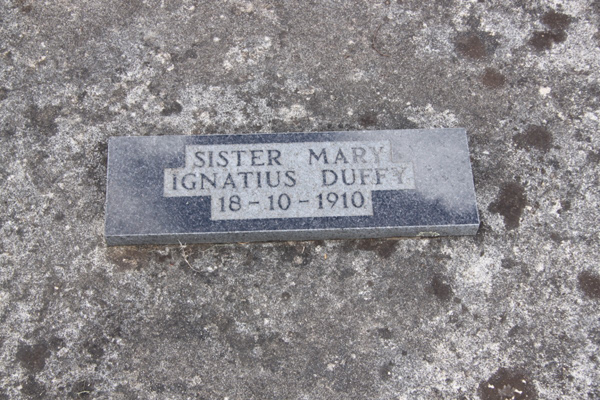 SISTER MARY
IGNATIUS DUFFY
18-10-1910